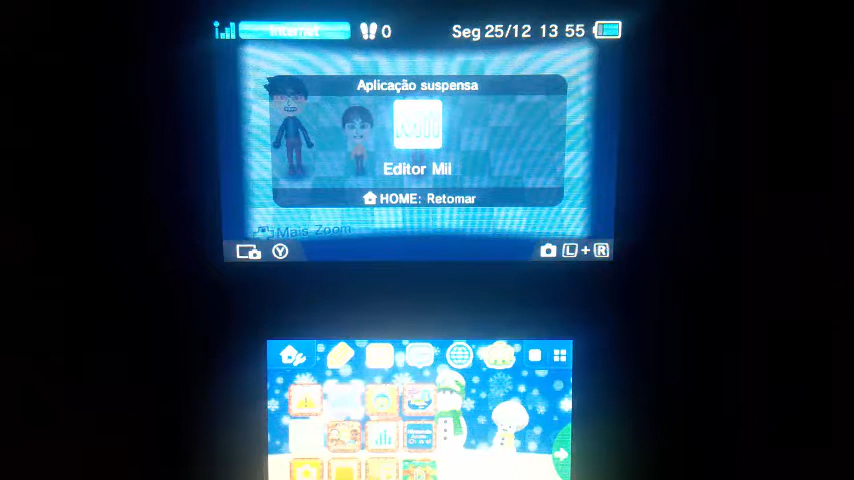 Internet 0 Seg 25/12 13 55
Aplicação suspensa
Editor Mii
HOME: Retomar
Mais Zoom
Y L + R